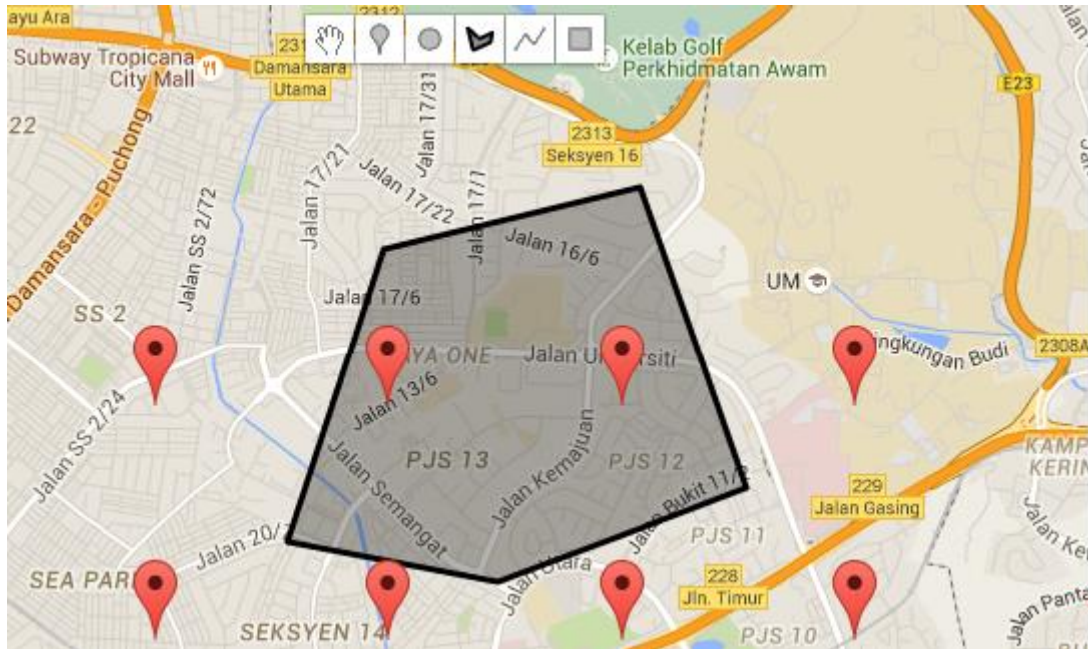 ayu Ara
2312
Subway Tropicana
City Mall
Damansara
Utama
Kelab Golf
Perkhidmatan Awam
E23
22
2313
Seksyen 16
Jalan 17/31
Jalan 17/21
Jalan 17/22
Jalan 17/1
Damansara - Puchong
Jalan SS 2/72
Jalan 16/6
UM
SS 2
Jalan 17/6
YA ONE
Jalan Un
rsiti
ngkungan Budi
2308A
Jalan 13/6
Jalan SS 2/24
PJS 13
PJS 12
Jalan Kemajuan
Jalan Semangat
Jalan Bukit 11/
229
Jalan Gasing
KAMP
KERIN
Jalan 20/
PJS 11
SEA PAR
Jalan Utara
228
Jln. Timur
Jalan Ke
Jalan Panta
SEKSYEN 14
PJS 10